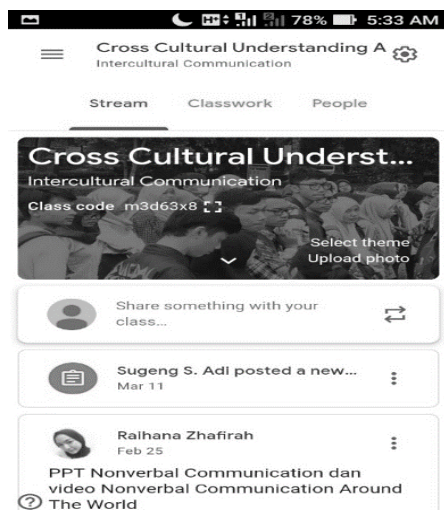 78% 5:33 AM
Cross Cultural Understanding A
Intercultural Communication
Stream Classwork People
Cross Cultural Underst...
Intercultural Communication
Class code m3d63x8
Select theme
Upload photo
Share something with your
class...
Sugeng S. Adi posted a new...
Mar 11
Raihana Zhafirah
Feb 25
PPT Nonverbal Communication dan
video Nonverbal Communication Around
The World